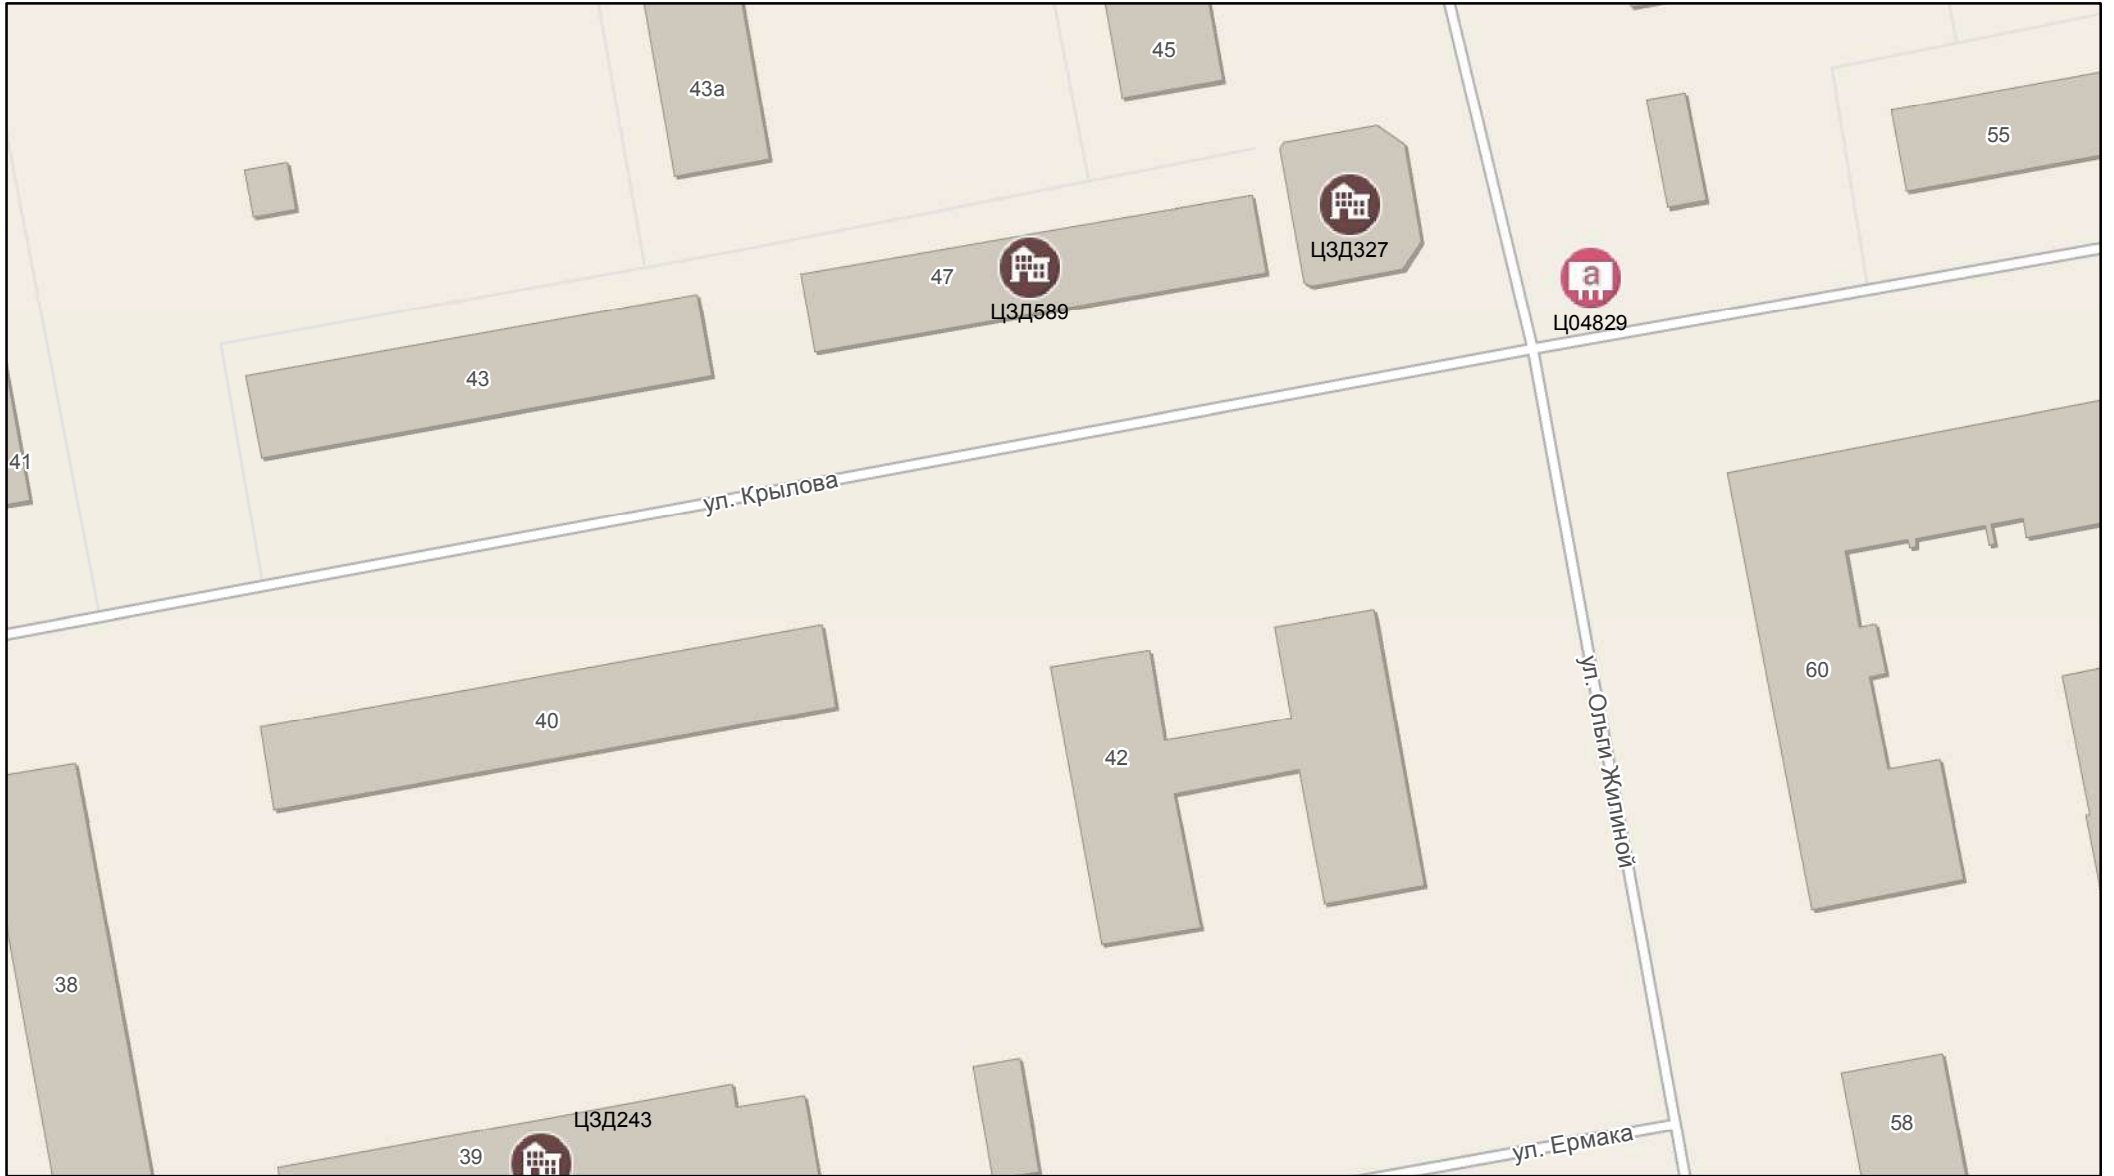 45
43а
55
ЦЗД327
47
ЦЗД589
а
Ц04829
43
41
ул. Крылова
60
ул. Ольги Жилиной
40
42
38
ЦЗД243
39
58
ул. Ермака